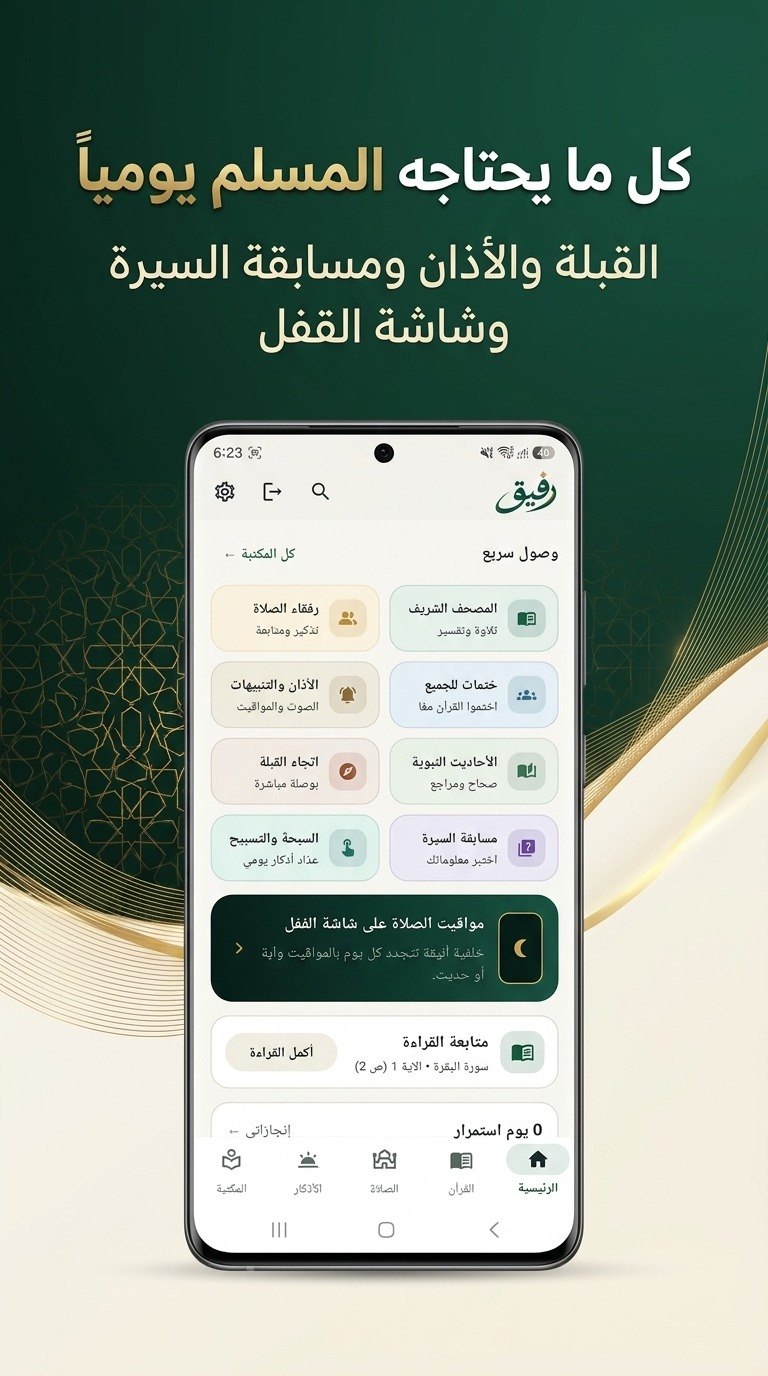 كل ما يحتاجه المسلم يومياً
القبلة والأذان ومسابقة السيرة
وشاشة القفل
6:23
40
رفيق
وصول سريع
كل المكتبة ←
المصحف الشريف
تلاوة وتفسير
رفقاء الصلاة
تذكير ومتابعة
ختمات للجميع
اختموا القرآن معًا
الأذان والتنبيهات
الصوت والمواقيت
الأحاديث النبوية
صحاح ومراجع
اتجاه القبلة
بوصلة مباشرة
مسابقة السيرة
اختبر معلوماتك
السبحة والتسبيح
عداد أذكار يومي
مواقيت الصلاة على شاشة القفل
خلفية أنيقة تتجدد كل يوم بالمواقيت وآية
أو حديث.
متابعة القراءة
سورة البقرة • الآية 1 (ص 2)
أكمل القراءة
0 يوم استمرار
إنجازاتي ←
الرئيسية
القرآن
الصلاة
الأذكار
المكتبة